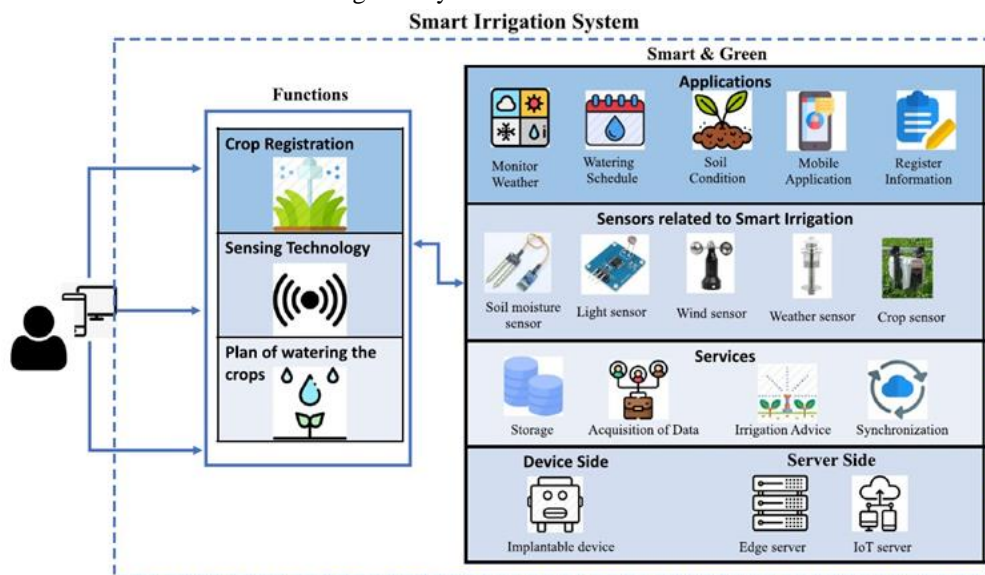 Smart Irrigation System
Smart & Green
Functions
Crop Registration
Sensing Technology
Plan of watering the
crops
Applications
Monitor
Weather
Watering
Schedule
Soil
Condition
Mobile
Application
Register
Information
Sensors related to Smart Irrigation
Soil moisture
sensor
Light sensor
Wind sensor
Weather sensor
Crop sensor
Services
Storage
Acquisition of Data
Irrigation Advice
Synchronization
Device Side
Server Side
Implantable device
Edge server
IoT server